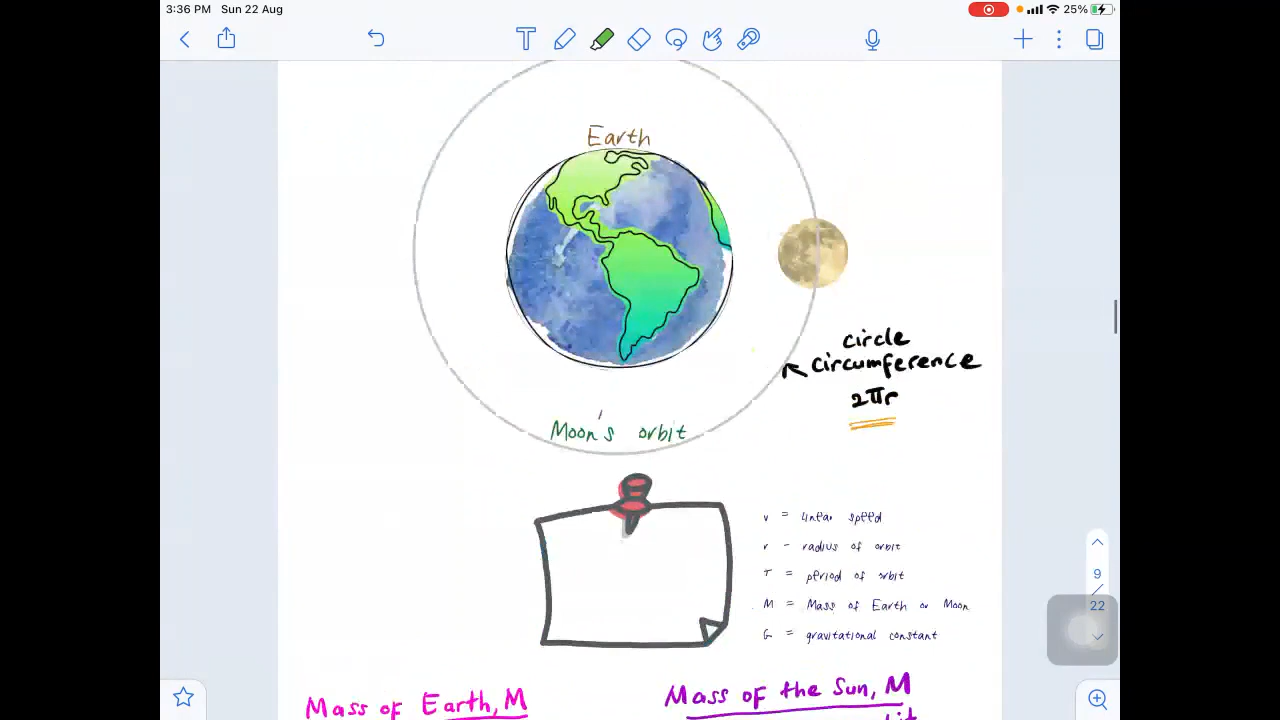 3:36 PM Sun 22 Aug
25%
T
Earth
circle
circumference
2πr
Moon's orbit
v = linear speed
r - radius of orbit
T = period of orbit
M = Mass of Earth or Moon
G = gravitational constant
9
/
22
Mass of Earth, M
Mass of the Sun, M